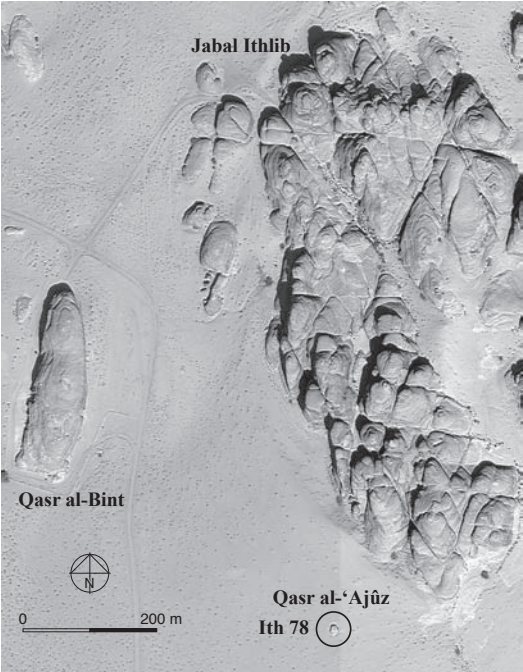 Jabal Ithlib
Qasr al-Bint
N
Qasr al-‘Ajûz
0 200 m
Ith 78